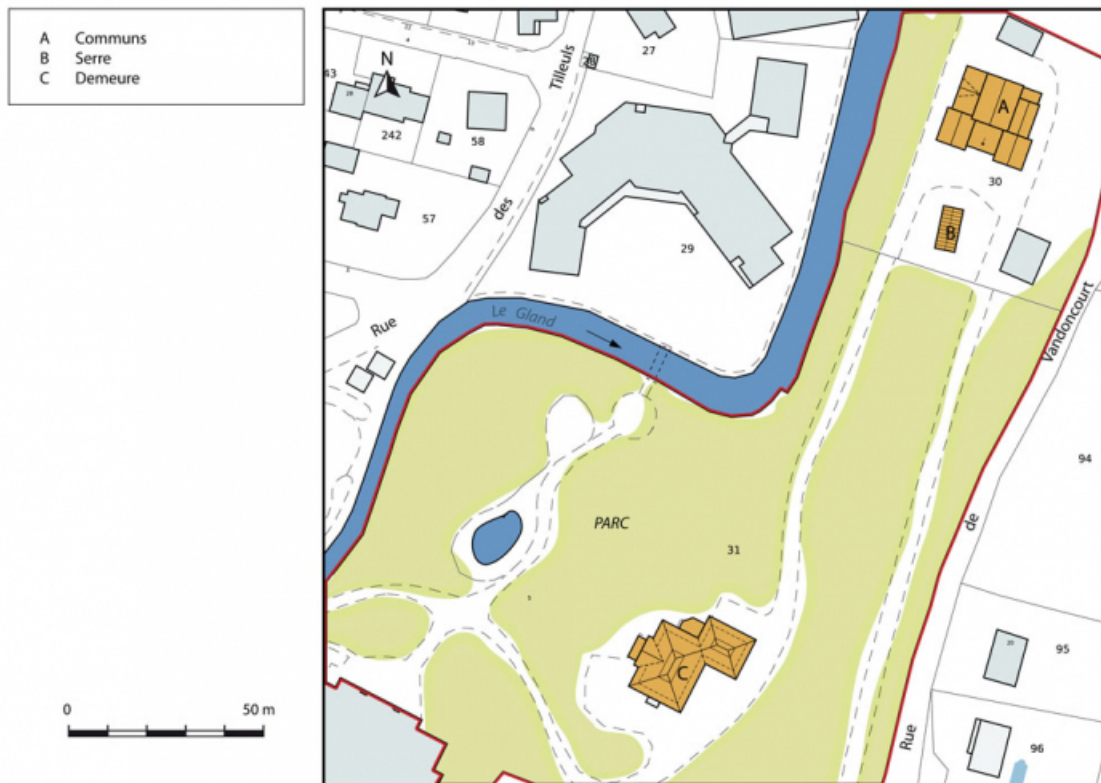 A Communs
B Serre
C Demeure
N
43
242
58
57
27
29
Rue
des
Tilleuls
Le Gland
A
30
B
PARC
31
C
Rue
de
Vandoncourt
94
95
96
0 50 m